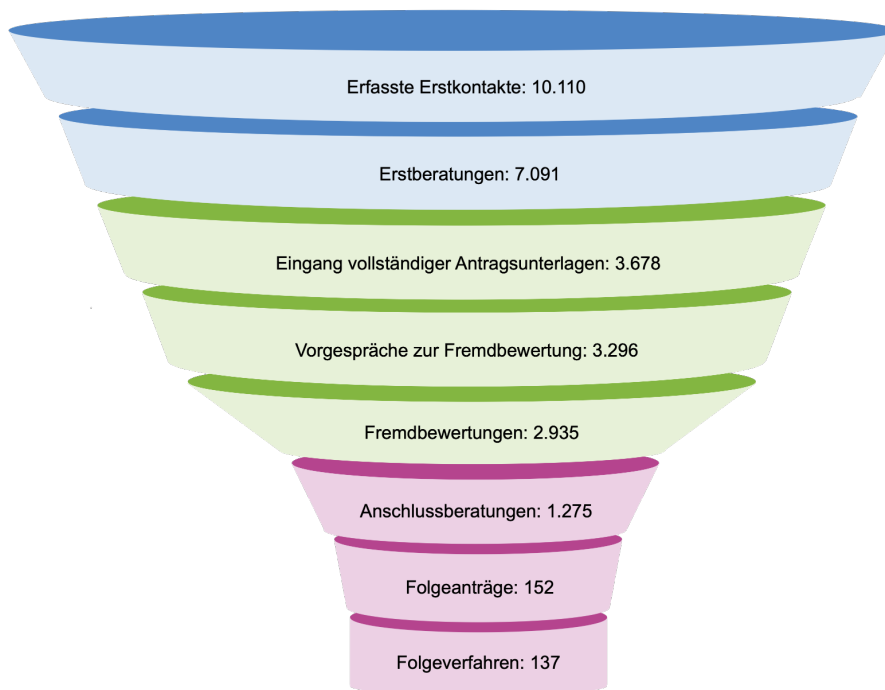 Erfasste Erstkontakte: 10.110
Erstberatungen: 7.091
Eingang vollständiger Antragsunterlagen: 3.678
Vorgespräche zur Fremdbewertung: 3.296
Fremdbewertungen: 2.935
Anschlussberatungen: 1.275
Folgeanträge: 152
Folgeverfahren: 137